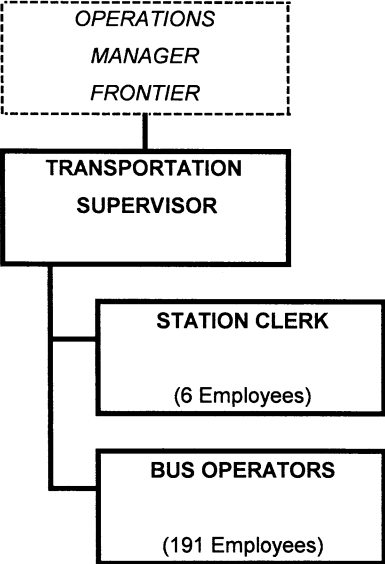 OPERATIONS
MANAGER
FRONTIER
TRANSPORTATION
SUPERVISOR
STATION CLERK
(6 Employees)
BUS OPERATORS
(191 Employees)